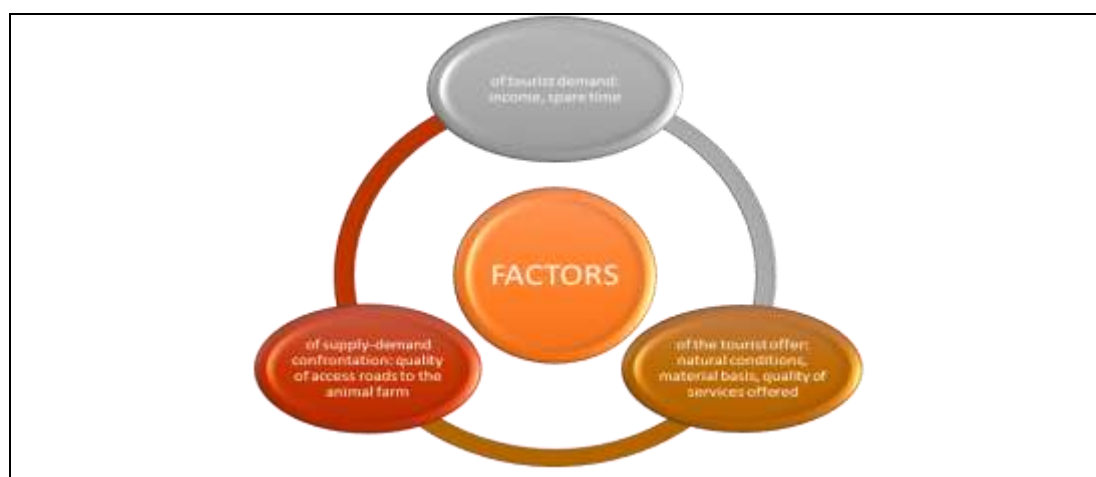 of tourist demand:
income, spare time
FACTORS
of supply-demand
confrontation: quality
of access roads to the
animal farm
of the tourist offer:
natural conditions,
material basis, quality of
services offered